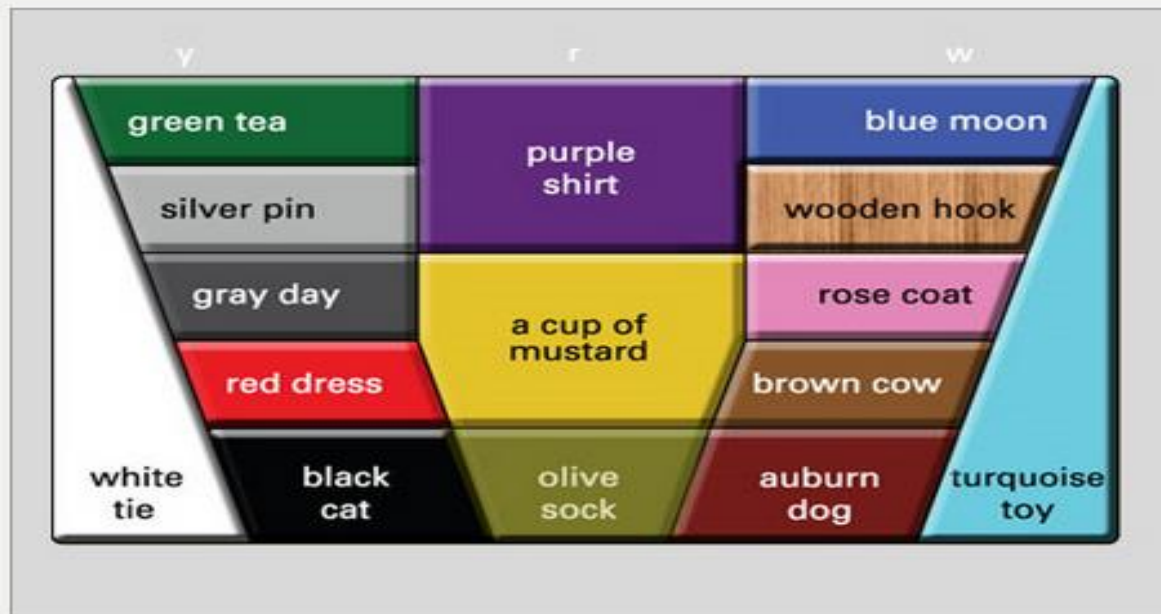 y r w
green tea
purple
shirt
blue moon
silver pin
wooden hook
gray day
a cup of
mustard
rose coat
red dress
brown cow
white
tie
black
cat
olive
sock
auburn
dog
turquoise
toy